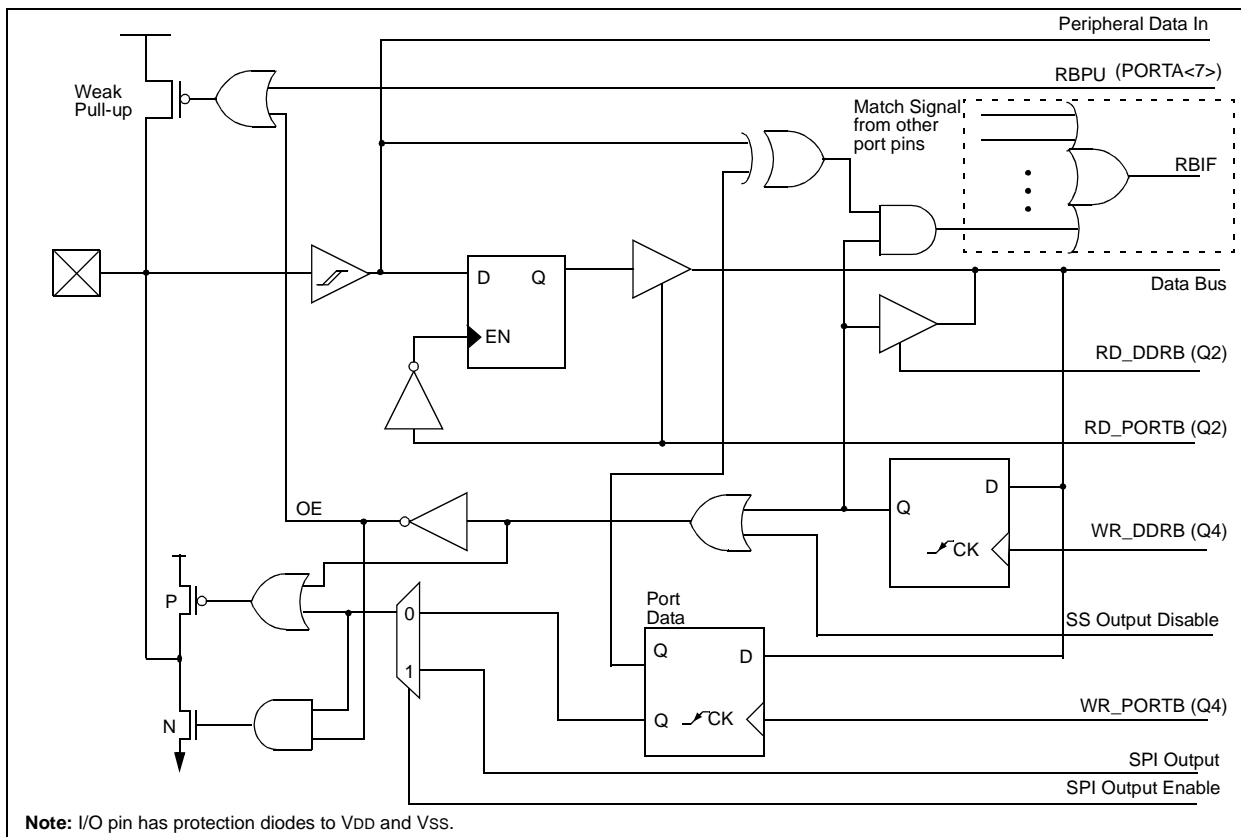 Peripheral Data In
RBPU (PORTA<7>)
Weak
Pull-up
Match Signal
from other
port pins
RBIF
D Q
EN
Data Bus
RD_DDRB (Q2)
RD_PORTB (Q2)
OE
Q D
CK
WR_DDRB (Q4)
P
0
1
Port
Data
SS Output Disable
Q D
N
Q CK
WR_PORTB (Q4)
SPI Output
SPI Output Enable
Note: I/O pin has protection diodes to VDD and VSS.